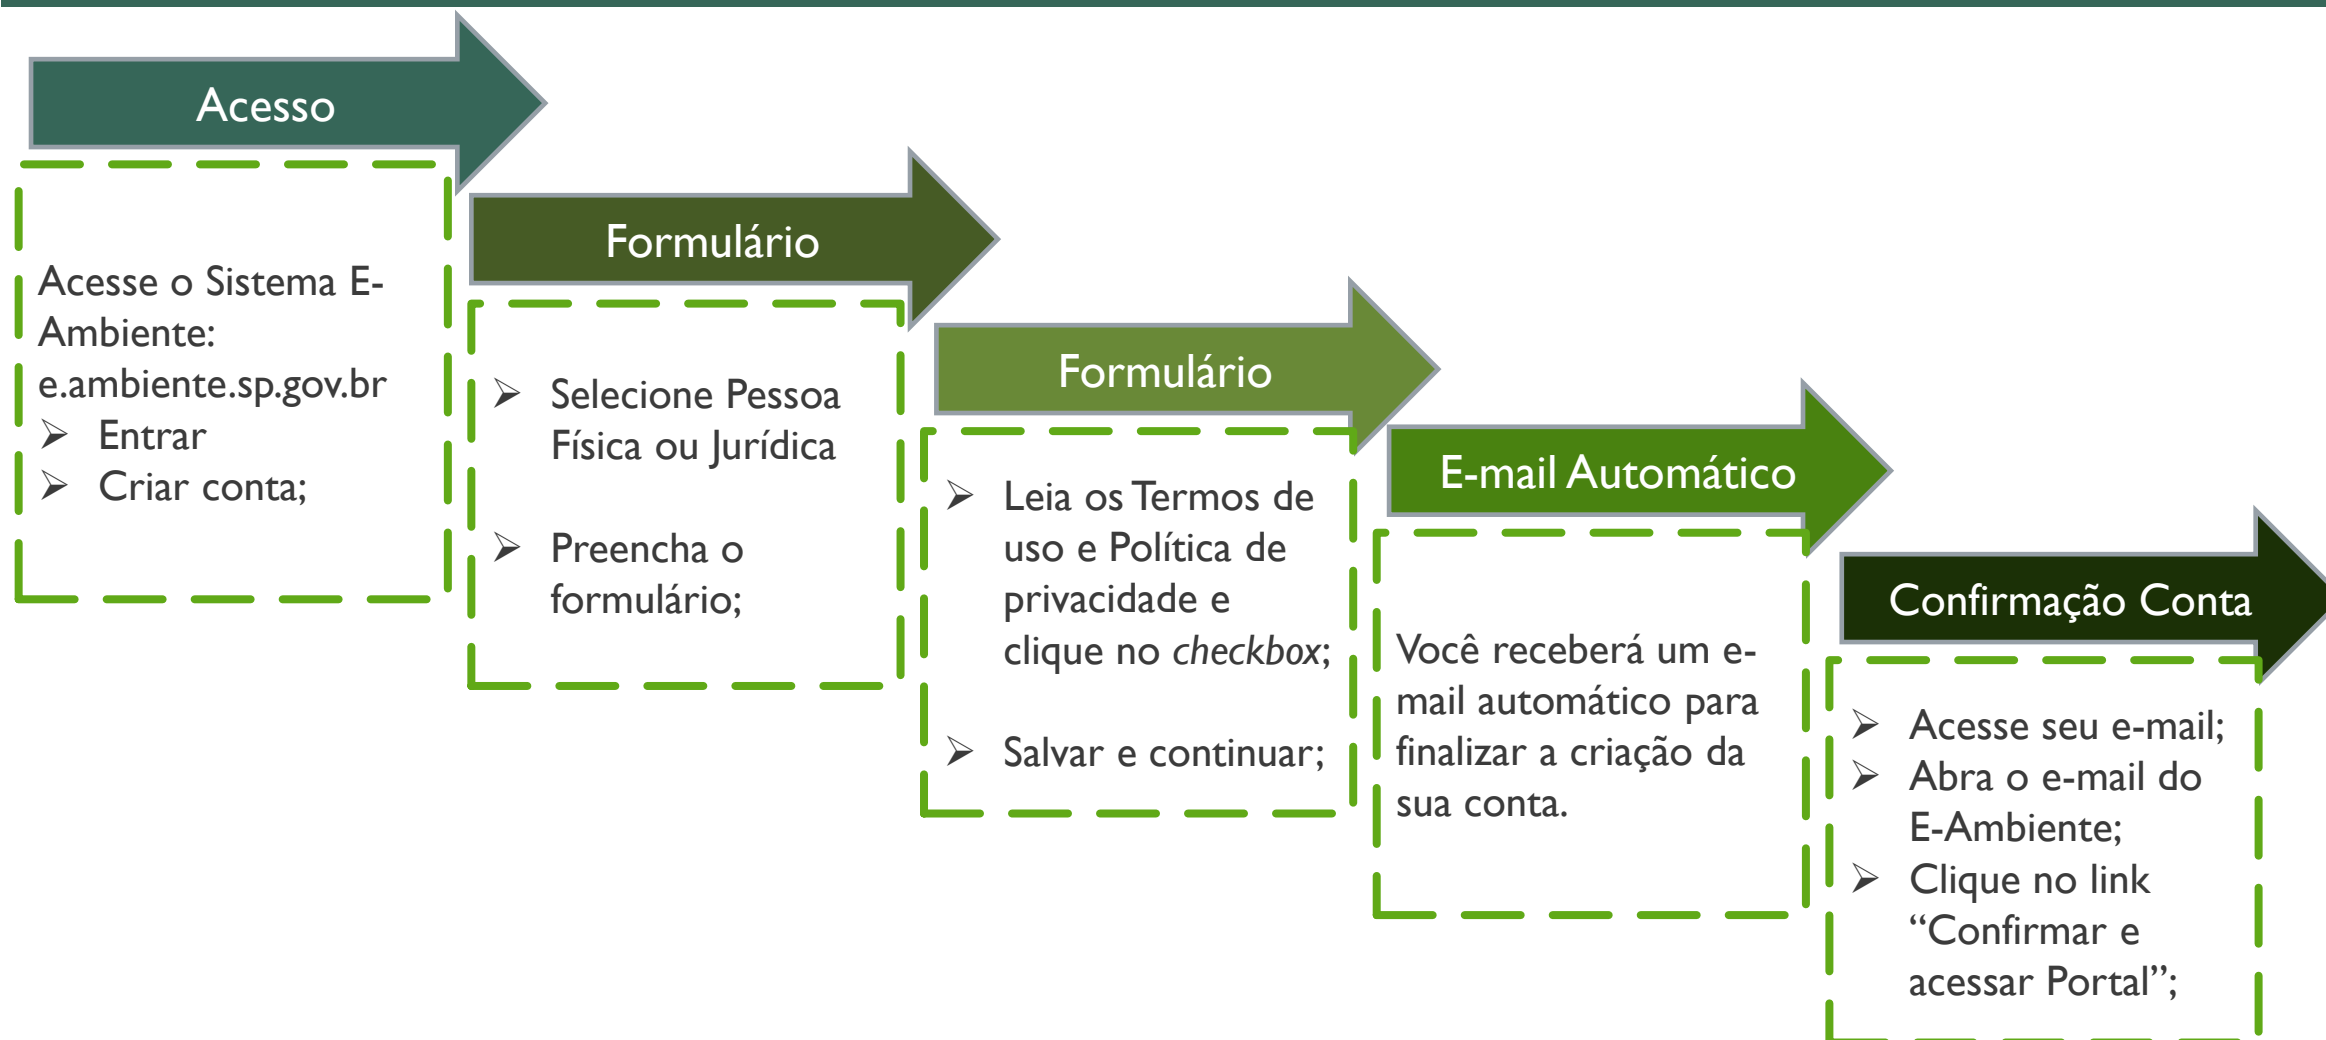 Acesso
Acesse o Sistema E-
Ambiente:
e.ambiente.sp.gov.br
➢ Entrar
➢ Criar conta;
Formulário
➢ Selecione Pessoa
Física ou Jurídica
➢ Preencha o
formulário;
Formulário
➢ Leia os Termos de
uso e Política de
privacidade e
clique no checkbox;
➢ Salvar e continuar;
E-mail Automático
Você receberá um e-
mail automático para
finalizar a criação da
sua conta.
Confirmação Conta
➢ Acesse seu e-mail;
➢ Abra o e-mail do
E-Ambiente;
➢ Clique no link
“Confirmar e
acessar Portal”;